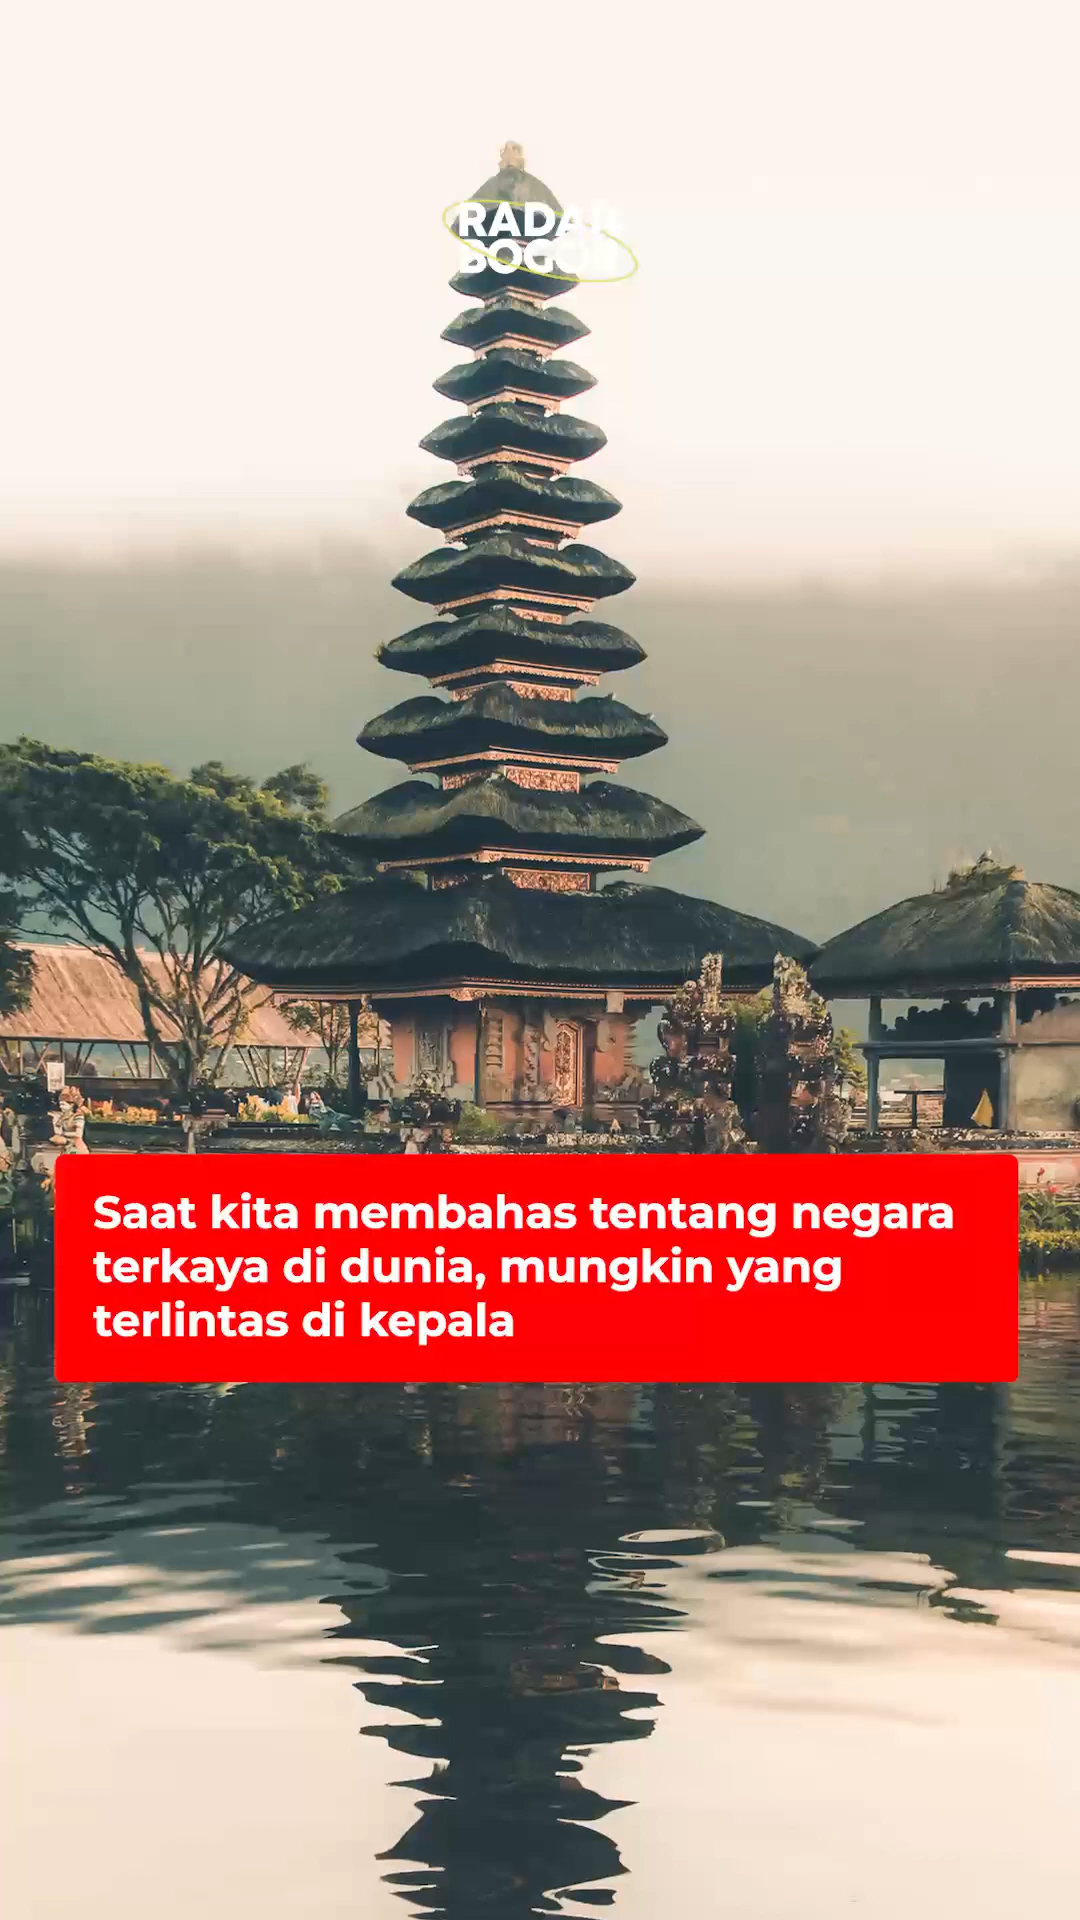 RADAR
BOGOR
Saat kita membahas tentang negara
terkaya di dunia, mungkin yang
terlintas di kepala